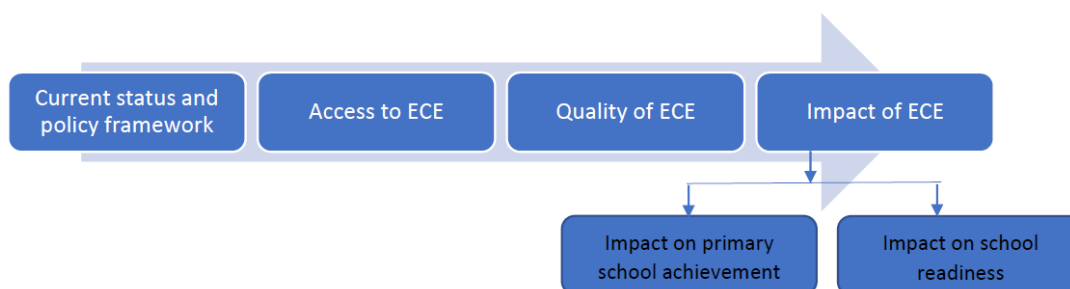 Current status and
policy framework
Access to ECE
Quality of ECE
Impact of ECE
Impact on primary
school achievement
Impact on school
readiness